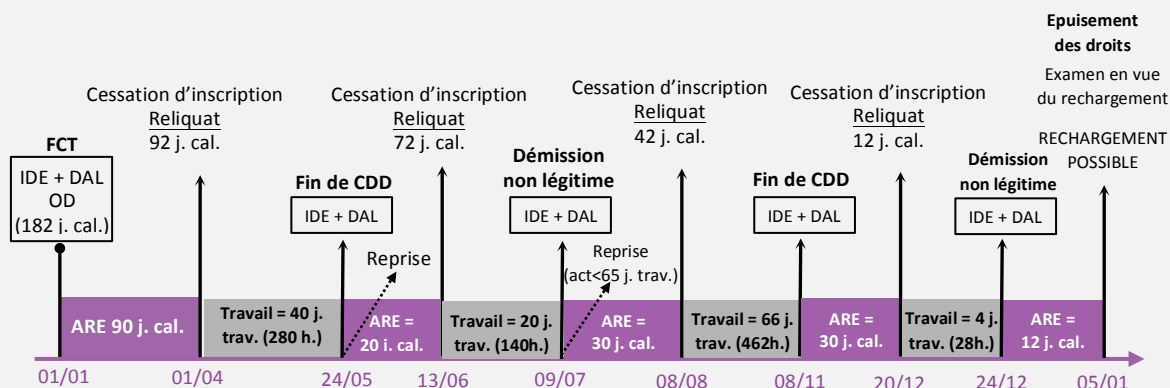 Epuisement
des droits
Examen en vue
du rechargement
RECHARGEMENT
POSSIBLE
Cessation d'inscription
Reliquat
92 j. cal.
Cessation d'inscription
Reliquat
72 j. cal.
Cessation d'inscription
Reliquat
42 j. cal.
Cessation d'inscription
Reliquat
12 j. cal.
FCT
IDE + DAL
OD
(182 j. cal.)
Fin de CDD
IDE + DAL
Démission
non légitime
IDE + DAL
Fin de CDD
IDE + DAL
Démission
non légitime
IDE + DAL
Reprise
Reprise
(act<65 j. trav.)
ARE 90 j. cal.
Travail = 40 j.
trav. (280 h.)
ARE =
20 j. cal.
Travail = 20 j.
trav. (140h.)
ARE =
30 j. cal.
Travail = 66 j.
trav. (462h.)
ARE =
30 j. cal.
Travail = 4 j.
trav. (28h.)
ARE =
12 j. cal.
01/01
01/04
24/05
13/06
09/07
08/08
08/11
20/12
24/12
05/01